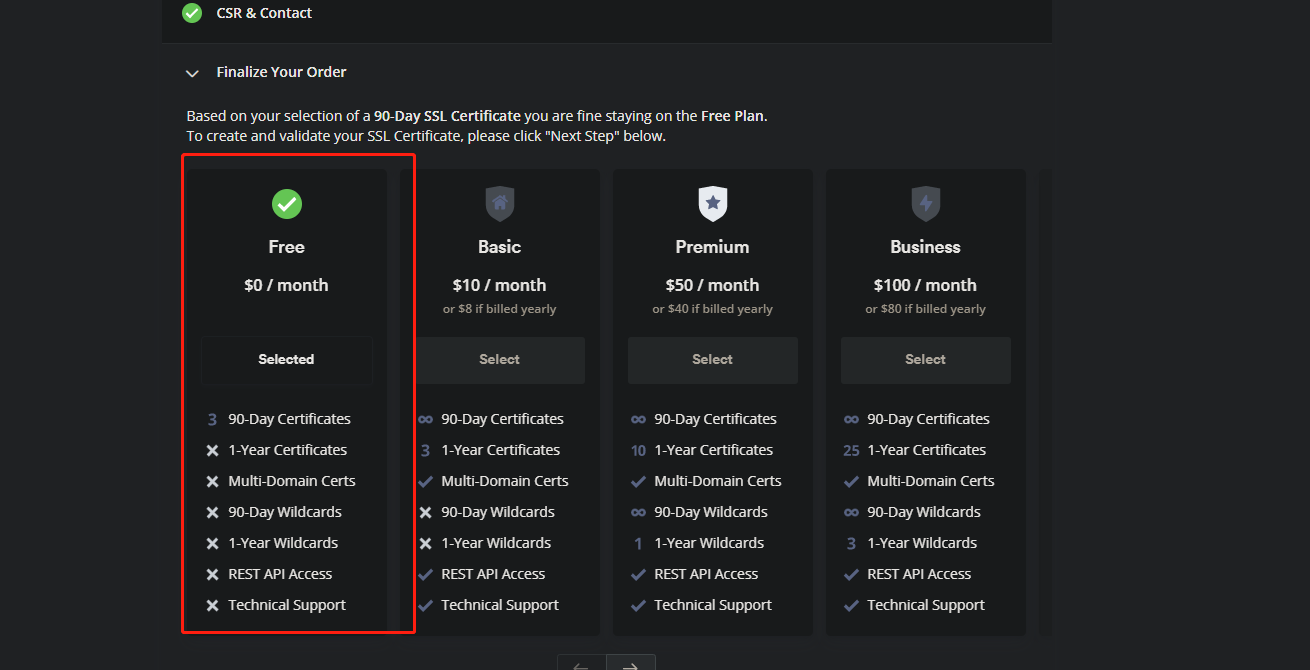 CSR & Contact
Finalize Your Order
Based on your selection of a 90-Day SSL Certificate you are fine staying on the Free Plan.
To create and validate your SSL Certificate, please click "Next Step" below.
Free
$0 / month
Selected
3 90-Day Certificates
1-Year Certificates
Multi-Domain Certs
90-Day Wildcards
1-Year Wildcards
REST API Access
Technical Support
Basic
$10 / month
or $8 if billed yearly
Select
∞ 90-Day Certificates
3 1-Year Certificates
Multi-Domain Certs
90-Day Wildcards
1-Year Wildcards
REST API Access
Technical Support
Premium
$50 / month
or $40 if billed yearly
Select
∞ 90-Day Certificates
10 1-Year Certificates
Multi-Domain Certs
∞ 90-Day Wildcards
1 1-Year Wildcards
REST API Access
Technical Support
Business
$100 / month
or $80 if billed yearly
Select
∞ 90-Day Certificates
25 1-Year Certificates
Multi-Domain Certs
∞ 90-Day Wildcards
3 1-Year Wildcards
REST API Access
Technical Support